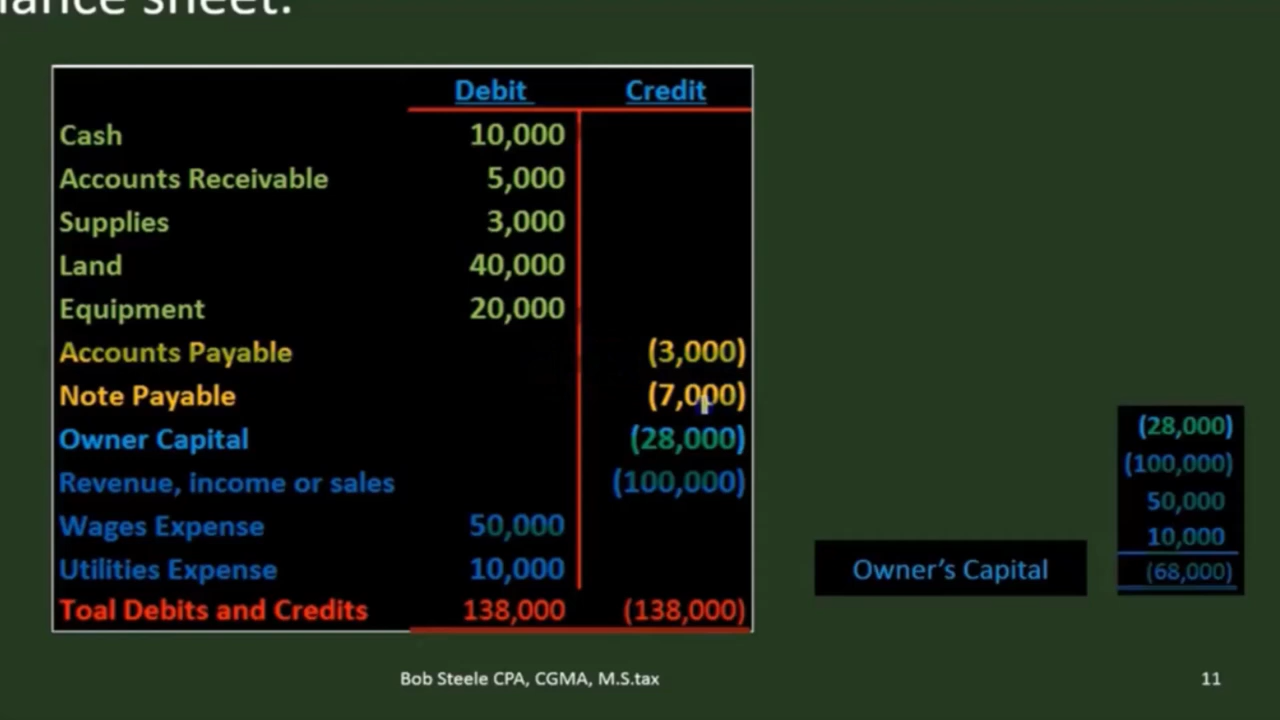 lance sheet.
Debit Credit
Cash 10,000
Accounts Receivable 5,000
Supplies 3,000
Land 40,000
Equipment 20,000
Accounts Payable (3,000)
Note Payable (7,000)
Owner Capital (28,000)
Revenue, income or sales (100,000)
Wages Expense 50,000
Utilities Expense 10,000
Toal Debits and Credits 138,000 (138,000)
(28,000)
(100,000)
50,000
10,000
Owner’s Capital (68,000)
Bob Steele CPA, CGMA, M.S.tax 11